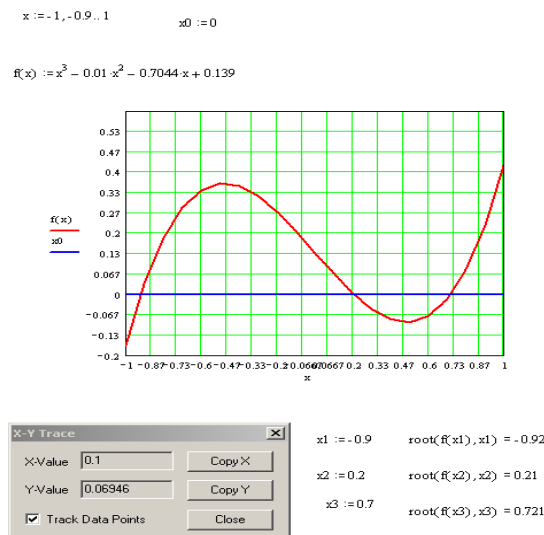 x := -1, -0.9.. 1 x0 := 0
f(x) := x³ - 0.01·x² - 0.7044·x + 0.139
0.53
0.47
0.4
0.33
0.27
0.2
0.13
0.067
0
-0.067
-0.13
-0.2
f(x)
x0
-1 -0.87 -0.73 -0.6 -0.47 -0.33 -0.2 0.2 0.33 0.47 0.6 0.73 0.87 1
x
X-Y Trace
X-Value 0.1 Copy X
Y-Value 0.06946 Copy Y
Track Data Points Close
x1 := -0.9 root(f(x1), x1) = -0.92
x2 := 0.2 root(f(x2), x2) = 0.21
x3 := 0.7 root(f(x3), x3) = 0.721